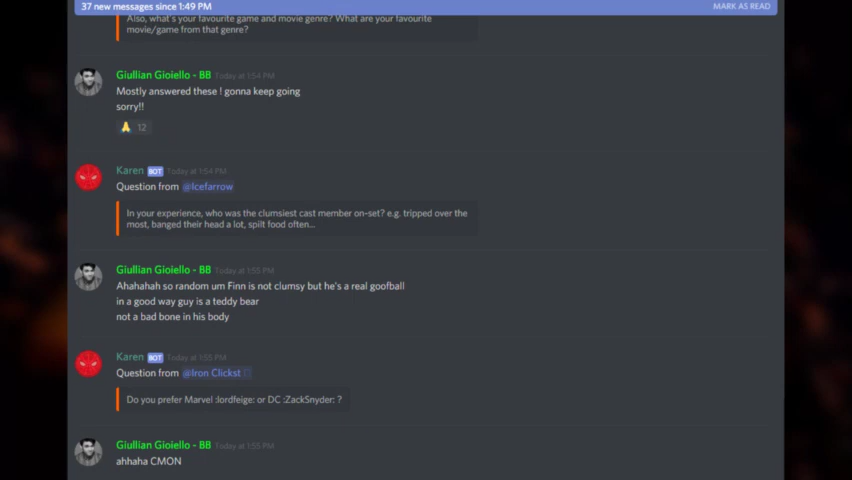 37 new messages since 1:49 PM
MARK AS READ
Also, what's your favourite game and movie genre? What are your favourite
movie/game from that genre?
Giullian Gioiello - BB Today at 1:54 PM
Mostly answered these ! gonna keep going
sorry!!
🙏 12
Karen BOT Today at 1:54 PM
Question from @Icefarrow
In your experience, who was the clumsiest cast member on-set? e.g. tripped over the
most, banged their head a lot, spilt food often...
Giullian Gioiello - BB Today at 1:55 PM
Ahahahah so random um Finn is not clumsy but he's a real goofball
in a good way guy is a teddy bear
not a bad bone in his body
Karen BOT Today at 1:55 PM
Question from @Iron Clickst
Do you prefer Marvel :lordfeige: or DC :ZackSnyder: ?
Giullian Gioiello - BB Today at 1:55 PM
ahhaha CMON